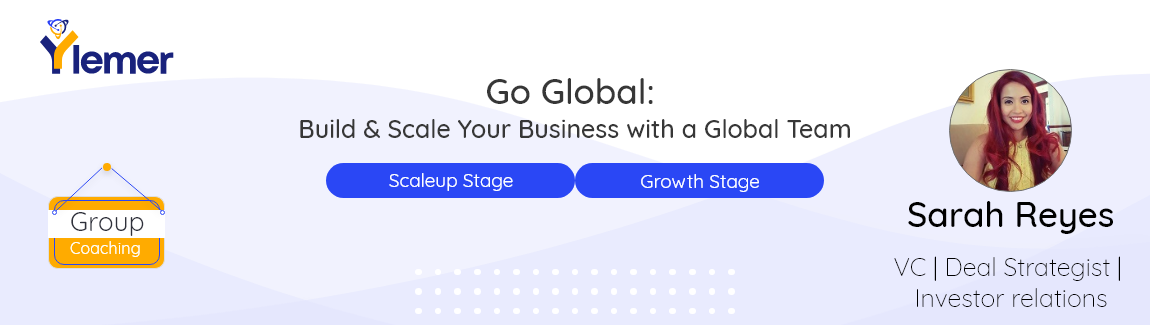 Ylemer
Go Global:
Build & Scale Your Business with a Global Team
Scaleup Stage
Growth Stage
Group
Coaching
Sarah Reyes
VC | Deal Strategist |
Investor relations